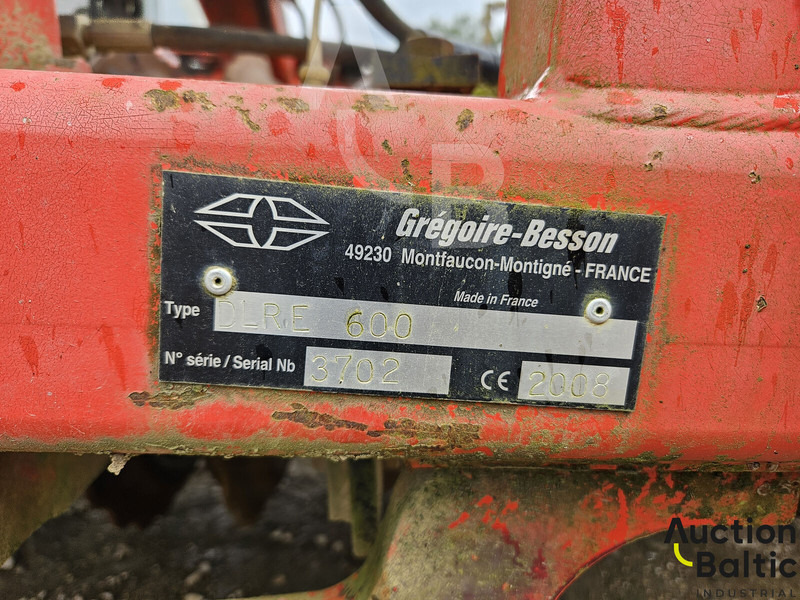 Grégoire-Besson
49230 Montfaucon-Montigné - FRANCE
Made in France
Type DLRE 600
N° série / Serial Nb 3702 CE 2008
Auction
Baltic
INDUSTRIAL